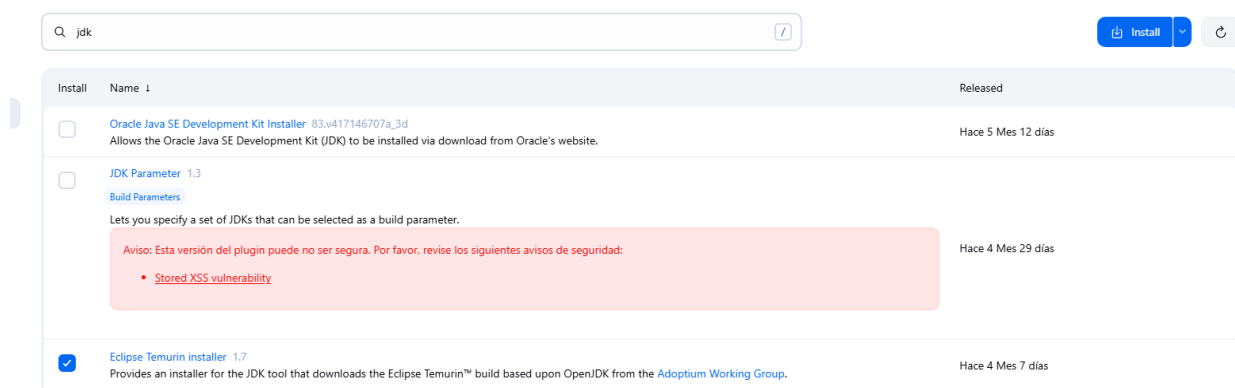 jdk
/
Install
Install Name ↓ Released
Oracle Java SE Development Kit Installer 83.v417146707a_3d
Allows the Oracle Java SE Development Kit (JDK) to be installed via download from Oracle's website.
Hace 5 Mes 12 días
JDK Parameter 1.3
Build Parameters
Lets you specify a set of JDKs that can be selected as a build parameter.
Aviso: Esta versión del plugin puede no ser segura. Por favor, revise los siguientes avisos de seguridad:
• Stored XSS vulnerability
Hace 4 Mes 29 días
Eclipse Temurin installer 1.7
Provides an installer for the JDK tool that downloads the Eclipse Temurin™ build based upon OpenJDK from the Adoptium Working Group.
Hace 4 Mes 7 días